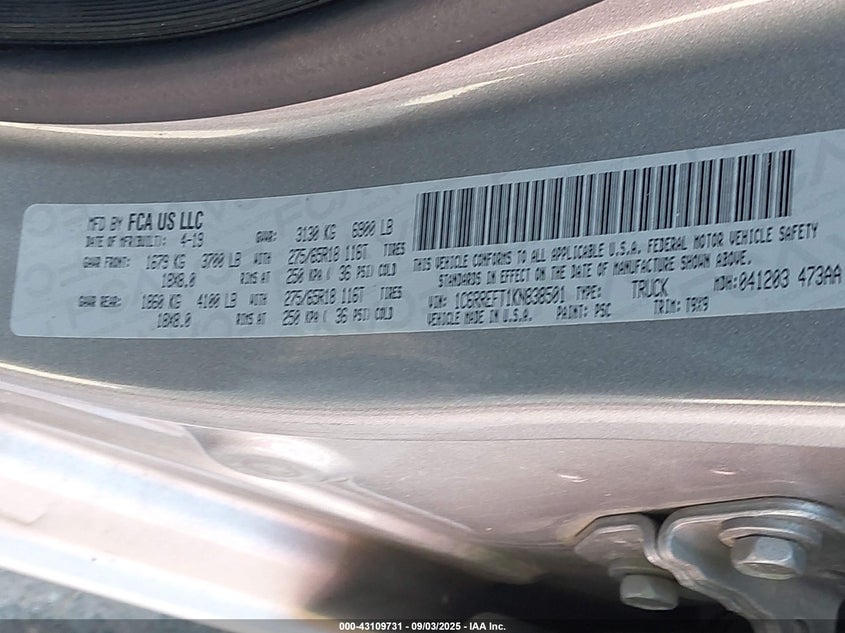 MFD BY FCA US LLC
DATE OF MFR(BUILT): 4-19 GVWR: 3130 KG 6900 LB
GAWR FRONT: 1679 KG 3700 LB WITH 275/65R18 116T TIRES
18X8.0 RIMS AT 250 KPA ( 36 PSI) COLD
GAWR REAR: 1860 KG 4100 LB WITH 275/65R18 116T TIRES
18X8.0 RIMS AT 250 KPA ( 36 PSI) COLD
THIS VEHICLE CONFORMS TO ALL APPLICABLE U.S.A. FEDERAL MOTOR VEHICLE SAFETY
STANDARDS IN EFFECT ON THE DATE OF MANUFACTURE SHOWN ABOVE.
VIN: 1C6RREFT1KN838501 TYPE: TRUCK MDH: 041203 473AA
VEHICLE MADE IN U.S.A. PAINT: PSC TRIM: T9X9
000-43109731 - 09/03/2025 - IAA Inc.